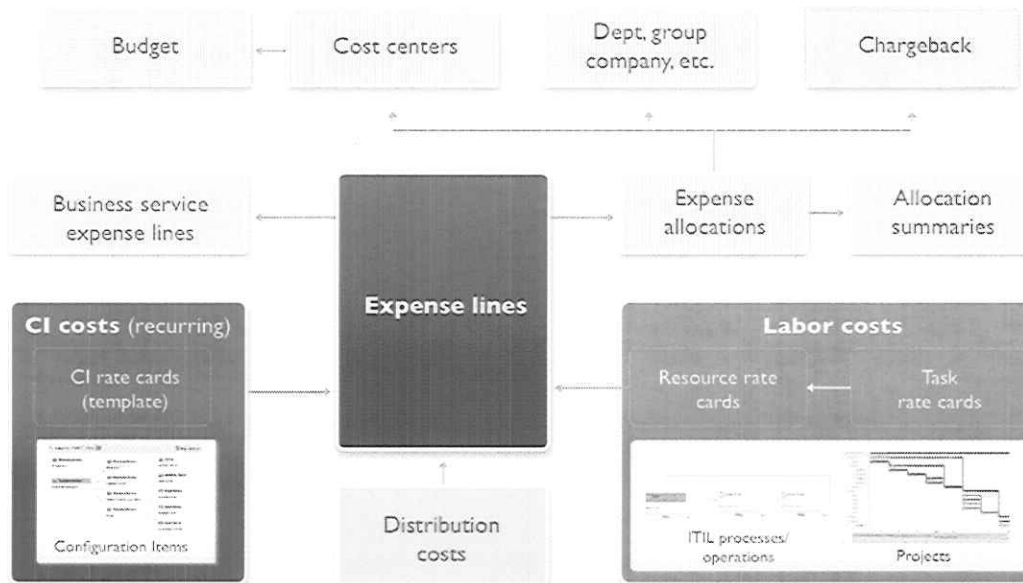 Budget
Cost centers
Dept, group
company, etc.
Chargeback
Business service
expense lines
Expense lines
Expense
allocations
Allocation
summaries
CI costs (recurring)
CI rate cards
(template)
Configuration Items
Distribution
costs
Labor costs
Resource rate
cards
Task
rate cards
ITIL processes/
operations
Projects